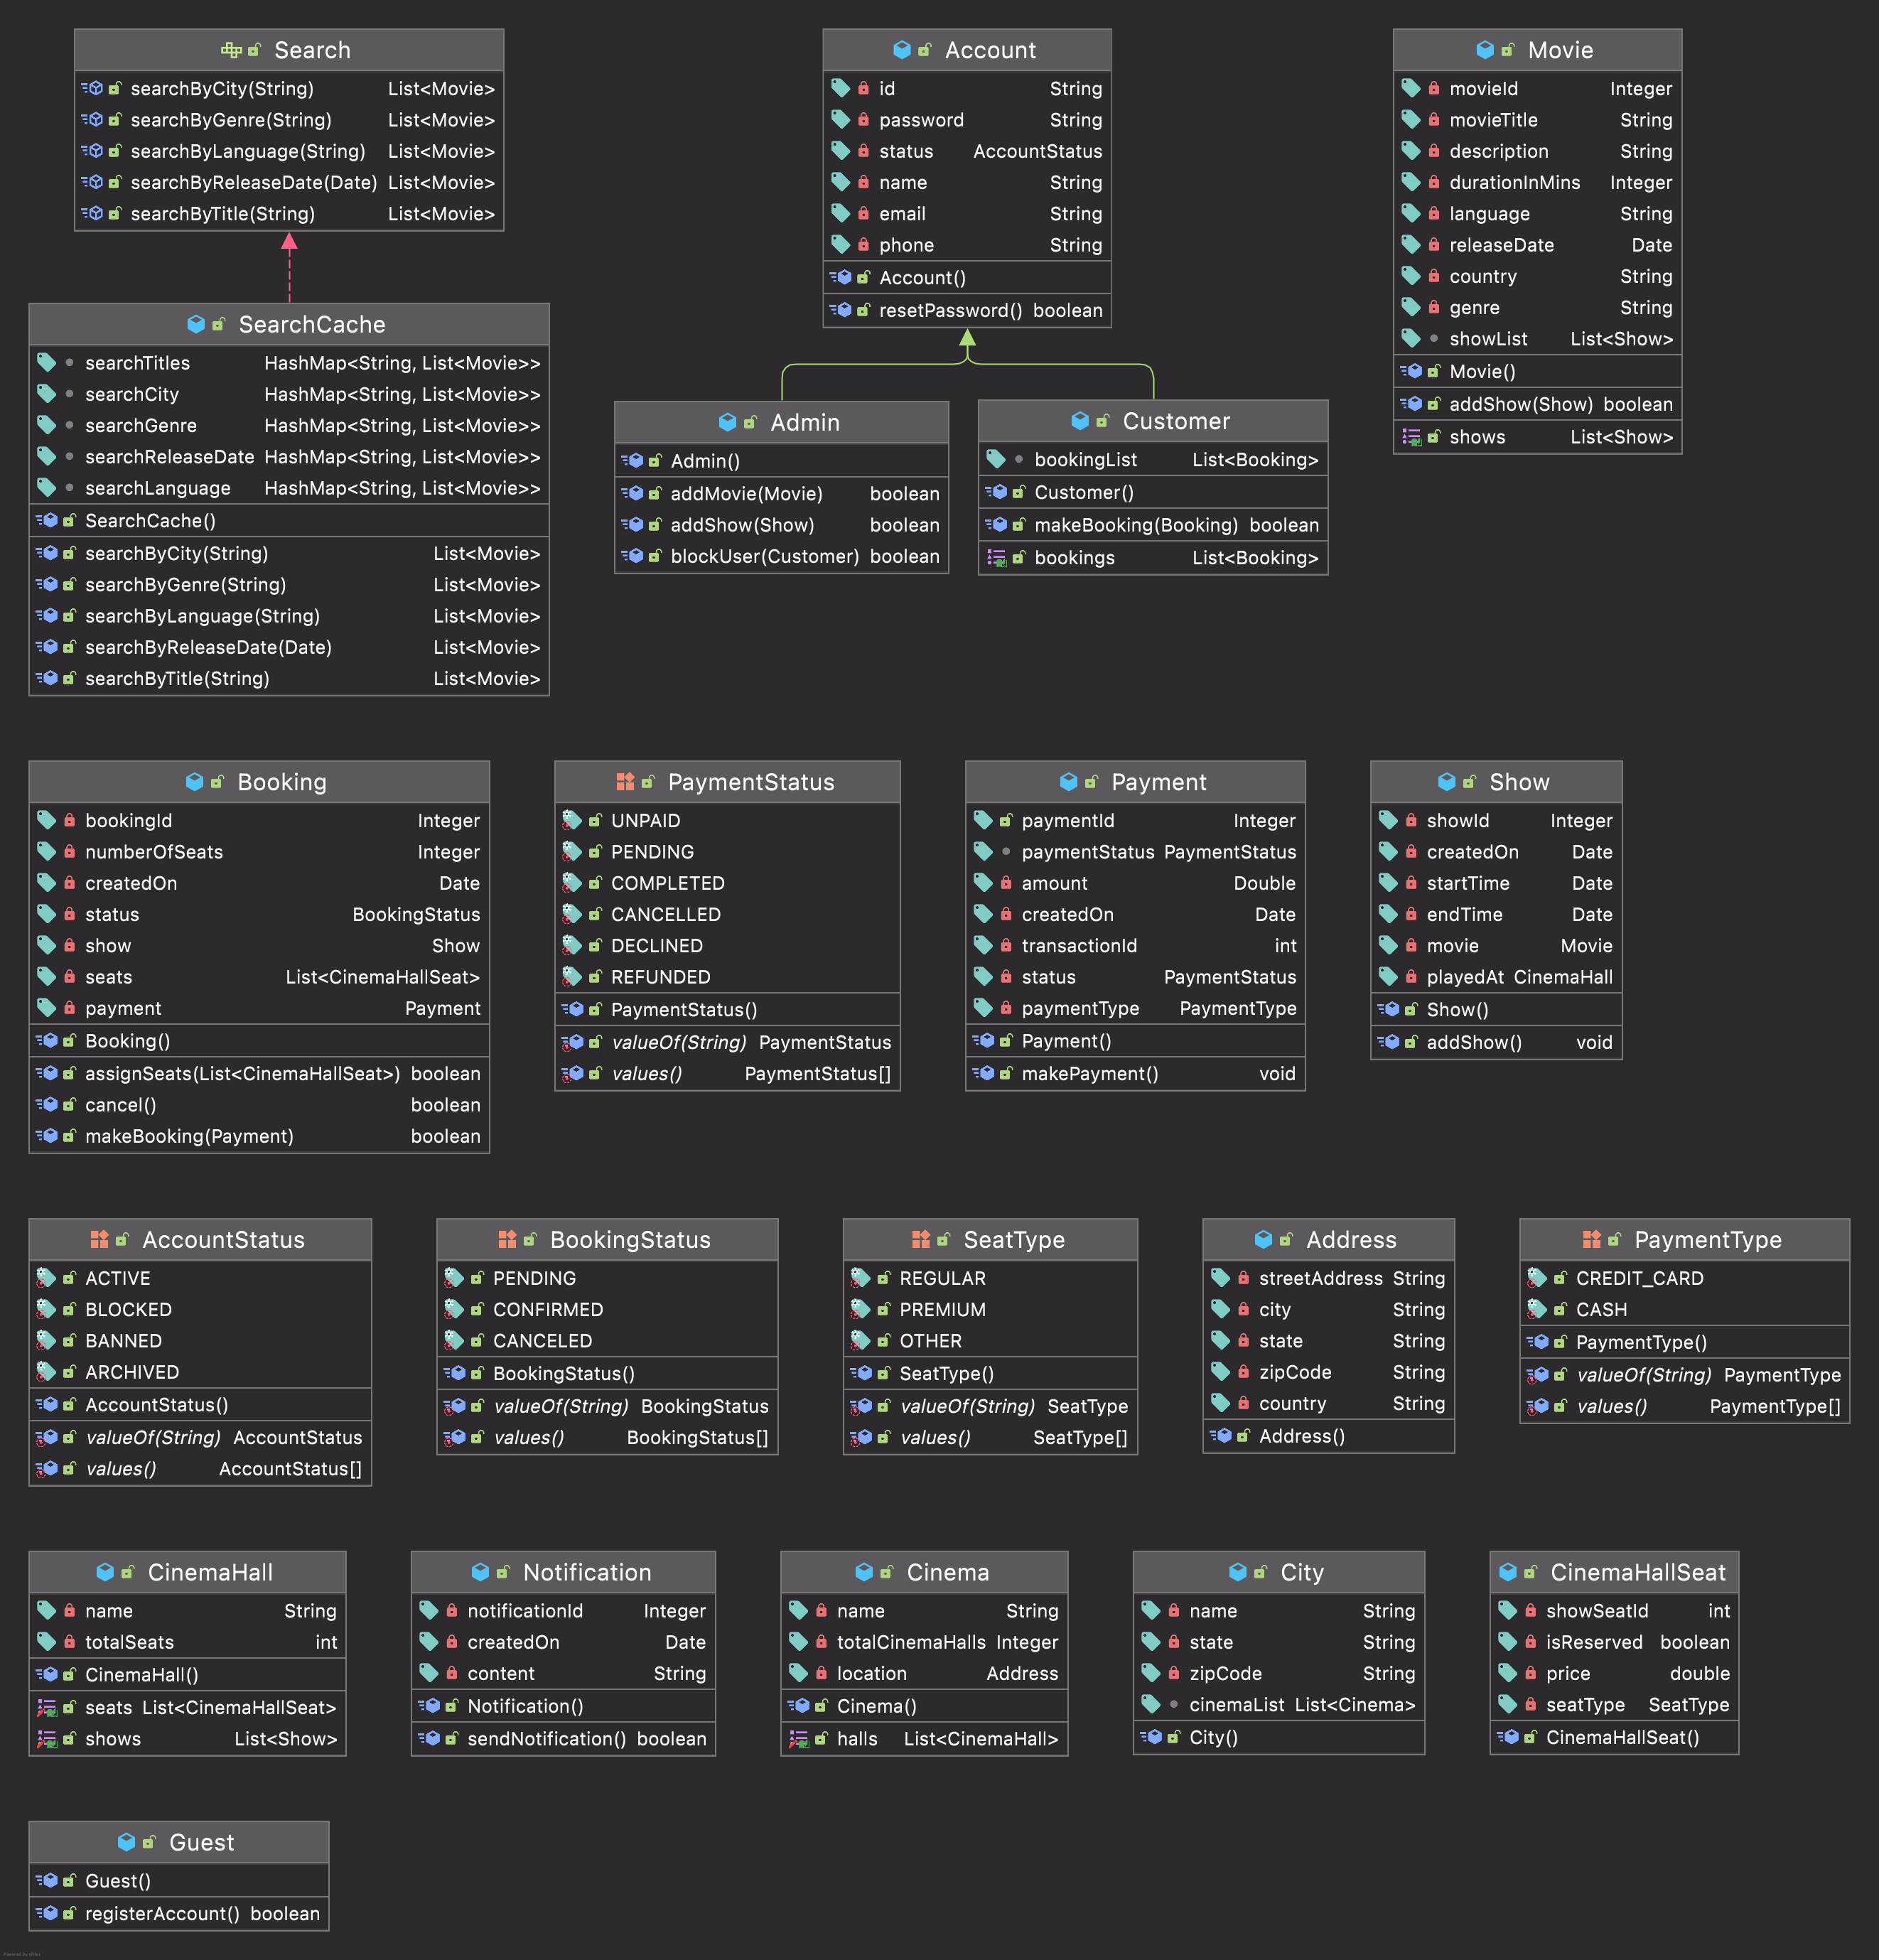 Search
searchByCity(String) List<Movie>
searchByGenre(String) List<Movie>
searchByLanguage(String) List<Movie>
searchByReleaseDate(Date) List<Movie>
searchByTitle(String) List<Movie>
Account
id String
password String
status AccountStatus
name String
email String
phone String
Account()
resetPassword() boolean
Movie
movieId Integer
movieTitle String
description String
durationInMins Integer
language String
releaseDate Date
country String
genre String
showList List<Show>
Movie()
addShow(Show) boolean
shows List<Show>
SearchCache
searchTitles HashMap<String, List<Movie>>
searchCity HashMap<String, List<Movie>>
searchGenre HashMap<String, List<Movie>>
searchReleaseDate HashMap<String, List<Movie>>
searchLanguage HashMap<String, List<Movie>>
SearchCache()
searchByCity(String) List<Movie>
searchByGenre(String) List<Movie>
searchByLanguage(String) List<Movie>
searchByReleaseDate(Date) List<Movie>
searchByTitle(String) List<Movie>
Admin
Admin()
addMovie(Movie) boolean
addShow(Show) boolean
blockUser(Customer) boolean
Customer
bookingList List<Booking>
Customer()
makeBooking(Booking) boolean
bookings List<Booking>
Booking
bookingId Integer
numberOfSeats Integer
createdOn Date
status BookingStatus
show Show
seats List<CinemaHallSeat>
payment Payment
Booking()
assignSeats(List<CinemaHallSeat>) boolean
cancel() boolean
makeBooking(Payment) boolean
PaymentStatus
UNPAID
PENDING
COMPLETED
CANCELLED
DECLINED
REFUNDED
PaymentStatus()
valueOf(String) PaymentStatus
values() PaymentStatus[]
Payment
paymentId Integer
paymentStatus PaymentStatus
amount Double
createdOn Date
transactionId int
status PaymentStatus
paymentType PaymentType
Payment()
makePayment() void
Show
showId Integer
createdOn Date
startTime Date
endTime Date
movie Movie
playedAt CinemaHall
Show()
addShow() void
AccountStatus
ACTIVE
BLOCKED
BANNED
ARCHIVED
AccountStatus()
valueOf(String) AccountStatus
values() AccountStatus[]
BookingStatus
PENDING
CONFIRMED
CANCELED
BookingStatus()
valueOf(String) BookingStatus
values() BookingStatus[]
SeatType
REGULAR
PREMIUM
OTHER
SeatType()
valueOf(String) SeatType
values() SeatType[]
Address
streetAddress String
city String
state String
zipCode String
country String
Address()
PaymentType
CREDIT_CARD
CASH
PaymentType()
valueOf(String) PaymentType
values() PaymentType[]
CinemaHall
name String
totalSeats int
CinemaHall()
seats List<CinemaHallSeat>
shows List<Show>
Notification
notificationId Integer
createdOn Date
content String
Notification()
sendNotification() boolean
Cinema
name String
totalCinemaHalls Integer
location Address
Cinema()
halls List<CinemaHall>
City
name String
state String
zipCode String
cinemaList List<Cinema>
City()
CinemaHallSeat
showSeatId int
isReserved boolean
price double
seatType SeatType
CinemaHallSeat()
Guest
Guest()
registerAccount() boolean
Powered by yFiles